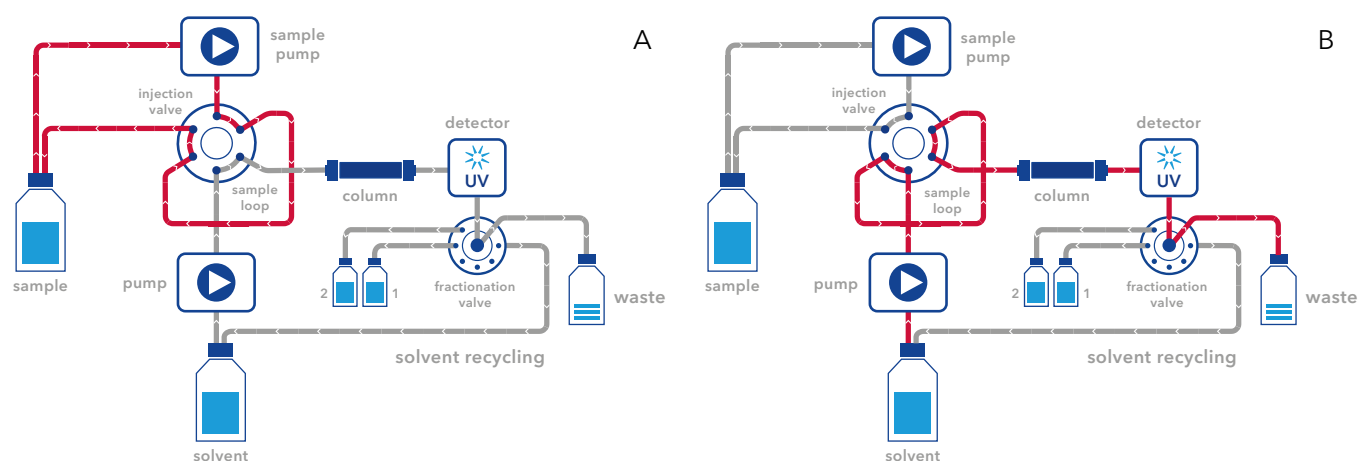 sample
pump
A
injection
valve
detector
UV
column
sample
loop
sample
pump
2
1
fractionation
valve
waste
solvent recycling
solvent
sample
pump
B
injection
valve
detector
UV
column
sample
loop
sample
pump
2
1
fractionation
valve
waste
solvent recycling
solvent